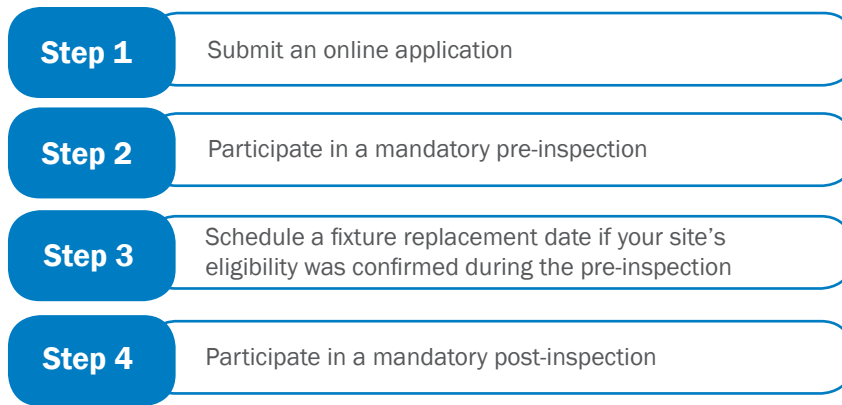 Step 1
Submit an online application
Step 2
Participate in a mandatory pre-inspection
Step 3
Schedule a fixture replacement date if your site’s
eligibility was confirmed during the pre-inspection
Step 4
Participate in a mandatory post-inspection